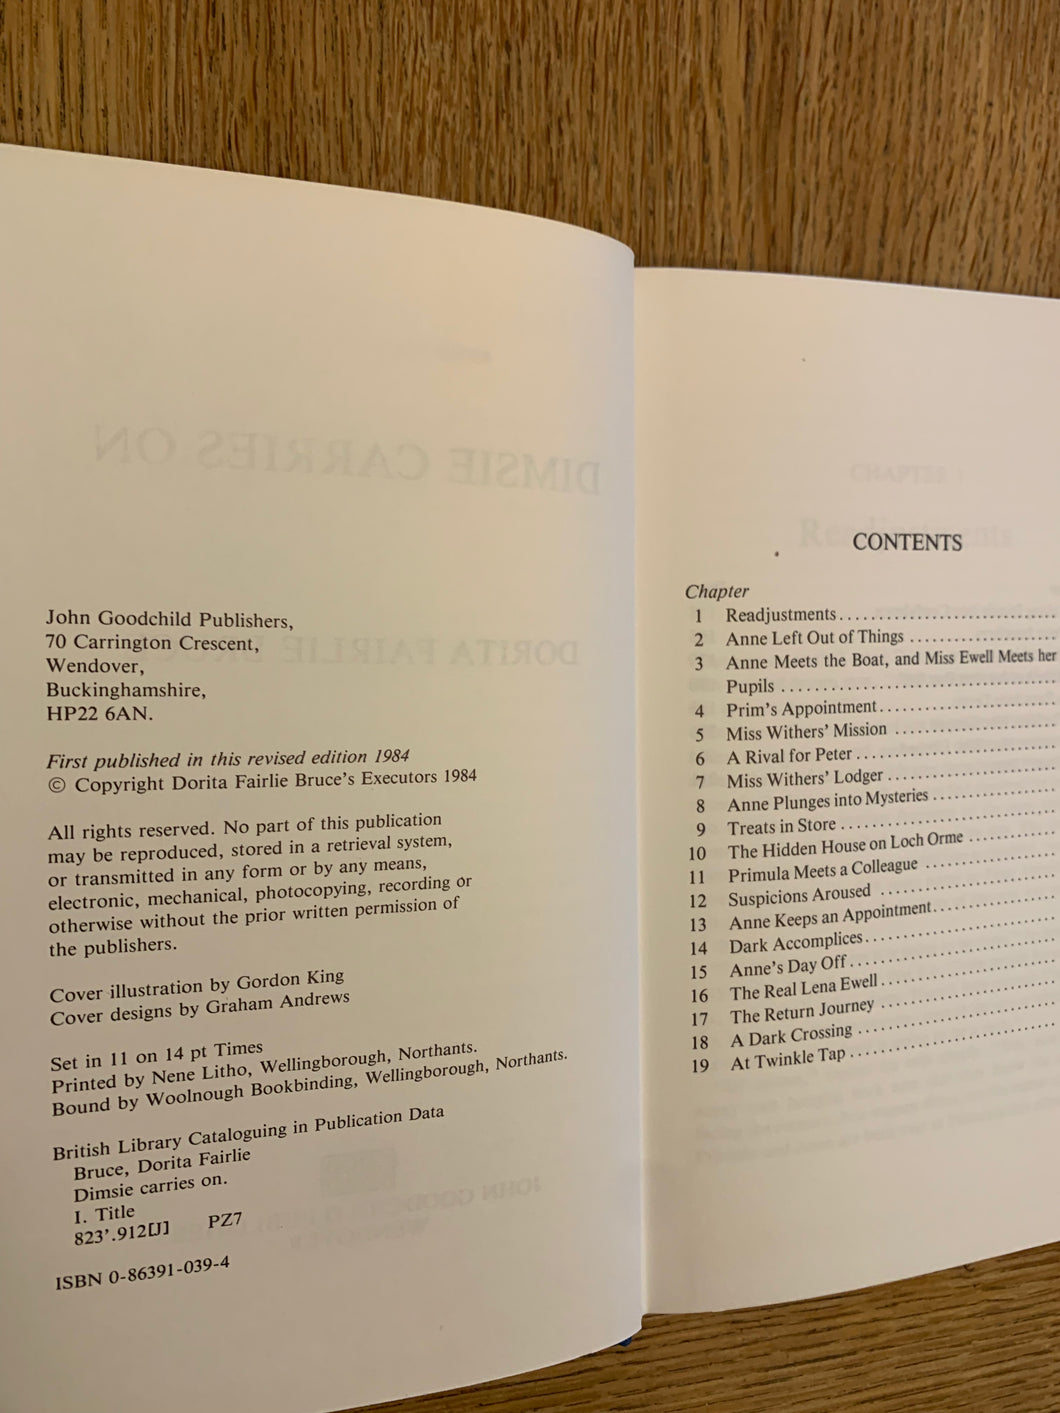 John Goodchild Publishers,
70 Carrington Crescent,
Wendover,
Buckinghamshire,
HP22 6AN.
First published in this revised edition 1984
© Copyright Dorita Fairlie Bruce's Executors 1984
All rights reserved. No part of this publication
may be reproduced, stored in a retrieval system,
or transmitted in any form or by any means,
electronic, mechanical, photocopying, recording or
otherwise without the prior written permission of
the publishers.
Cover illustration by Gordon King
Cover designs by Graham Andrews
Set in 11 on 14 pt Times
Printed by Nene Litho, Wellingborough, Northants.
Bound by Woolnough Bookbinding, Wellingborough, Northants.
British Library Cataloguing in Publication Data
Bruce, Dorita Fairlie
Dimsie carries on.
I. Title
823'.912[J] PZ7
ISBN 0-86391-039-4
CONTENTS
Chapter
1 Readjustments
2 Anne Left Out of Things
3 Anne Meets the Boat, and Miss Ewell Meets her
Pupils
4 Prim's Appointment
5 Miss Withers' Mission
6 A Rival for Peter
7 Miss Withers' Lodger
8 Anne Plunges into Mysteries
9 Treats in Store
10 The Hidden House on Loch Orme
11 Primula Meets a Colleague
12 Suspicions Aroused
13 Anne Keeps an Appointment
14 Dark Accomplices
15 Anne's Day Off
16 The Real Lena Ewell
17 The Return Journey
18 A Dark Crossing
19 At Twinkle Tap